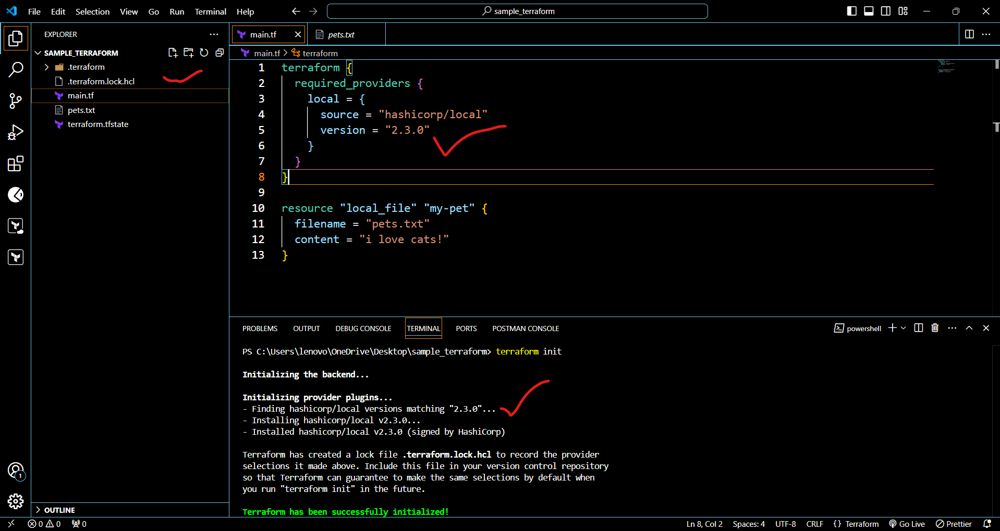 File Edit Selection View Go Run Terminal Help
sample_terraform
EXPLORER
SAMPLE_TERRAFORM
.terraform
.terraform.lock.hcl
main.tf
pets.txt
terraform.tfstate
OUTLINE
main.tf
pets.txt
main.tf > terraform
1 terraform {
2 required_providers {
3 local = {
4 source = "hashicorp/local"
5 version = "2.3.0"
6 }
7 }
8 }
9
10 resource "local_file" "my-pet" {
11 filename = "pets.txt"
12 content = "i love cats!"
13 }
PROBLEMS OUTPUT DEBUG CONSOLE TERMINAL PORTS POSTMAN CONSOLE
powershell
PS C:\Users\lenovo\OneDrive\Desktop\sample_terraform> terraform init
Initializing the backend...
Initializing provider plugins...
- Finding hashicorp/local versions matching "2.3.0"...
- Installing hashicorp/local v2.3.0...
- Installed hashicorp/local v2.3.0 (signed by HashiCorp)
Terraform has created a lock file .terraform.lock.hcl to record the provider
selections it made above. Include this file in your version control repository
so that Terraform can guarantee to make the same selections by default when
you run "terraform init" in the future.
Terraform has been successfully initialized!
1
0 0 0
Ln 8, Col 2 Spaces: 4 UTF-8 CRLF {} Terraform Go Live Prettier